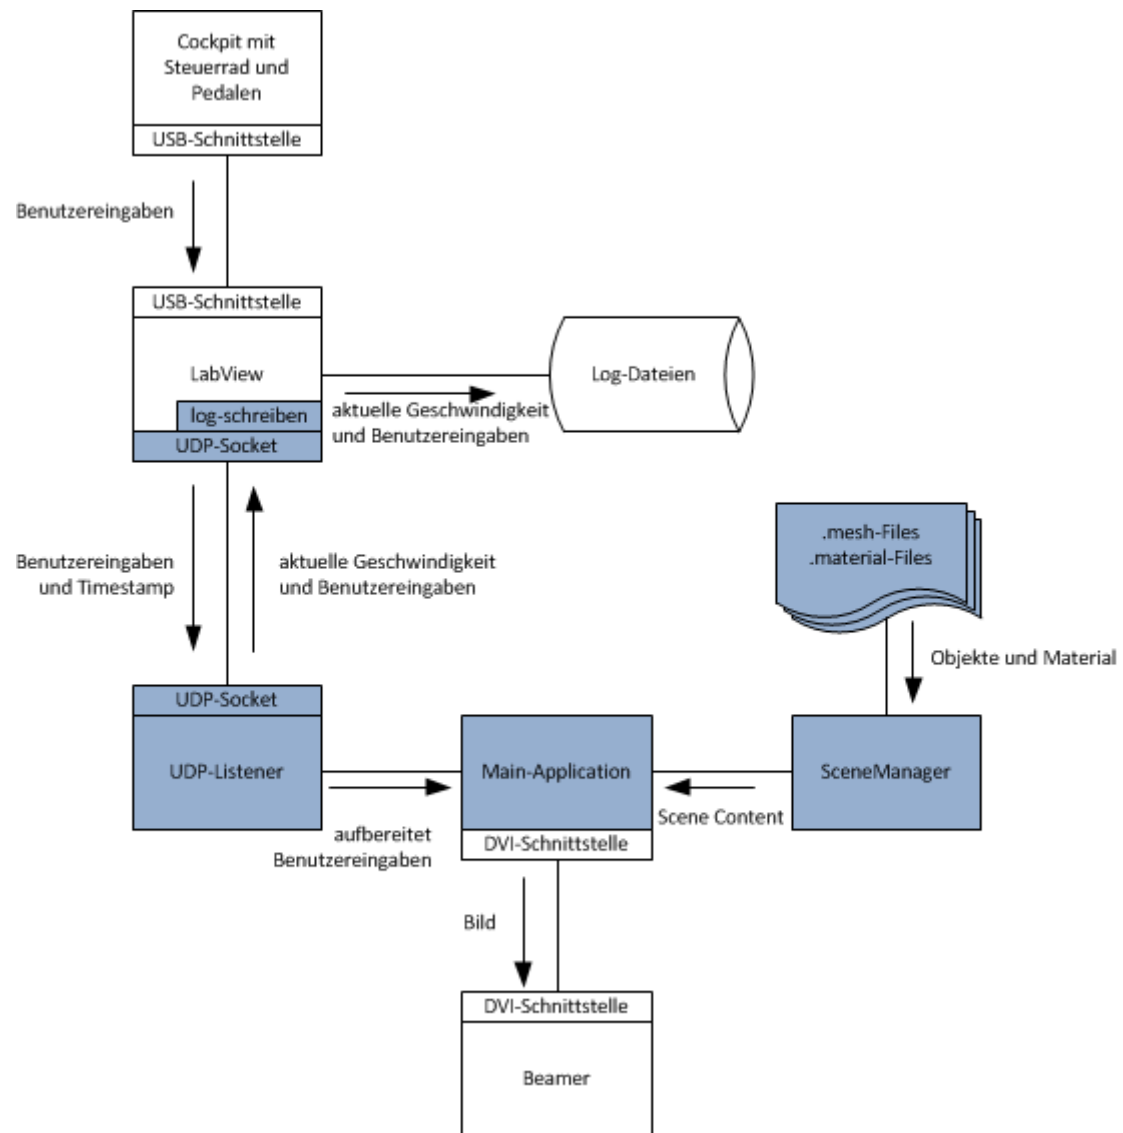 Cockpit mit
Steuerrad und
Pedalen
USB-Schnittstelle
Benutzereingaben
USB-Schnittstelle
LabView
log-schreiben
UDP-Socket
aktuelle Geschwindigkeit
und Benutzereingaben
Log-Dateien
Benutzereingaben
und Timestamp
aktuelle Geschwindigkeit
und Benutzereingaben
.mesh-Files
.material-Files
Objekte und Material
UDP-Socket
UDP-Listener
Main-Application
SceneManager
aufbereitet
Benutzereingaben
Scene Content
DVI-Schnittstelle
Bild
DVI-Schnittstelle
Beamer